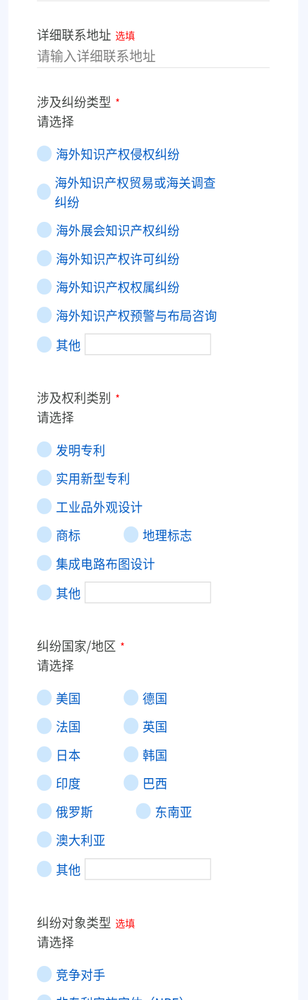 详细联系地址 选填
请输入详细联系地址
涉及纠纷类型 *
请选择
海外知识产权侵权纠纷
海外知识产权贸易或海关调查
纠纷
海外展会知识产权纠纷
海外知识产权许可纠纷
海外知识产权权属纠纷
海外知识产权预警与布局咨询
其他
涉及权利类别 *
请选择
发明专利
实用新型专利
工业品外观设计
商标 地理标志
集成电路布图设计
其他
纠纷国家/地区 *
请选择
美国 德国
法国 英国
日本 韩国
印度 巴西
俄罗斯 东南亚
澳大利亚
其他
纠纷对象类型 选填
请选择
竞争对手